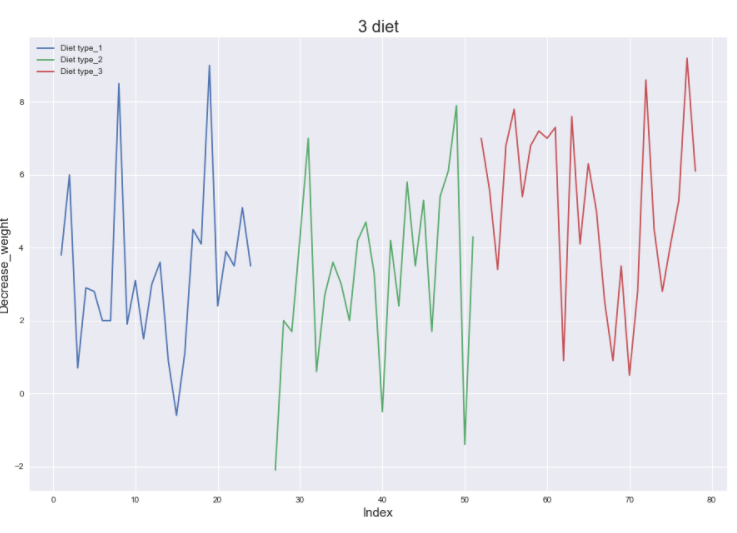 3 diet
Diet type_1
Diet type_2
Diet type_3
Decrease_weight
8
6
4
2
0
−2
0 10 20 30 40 50 60 70 80
Index